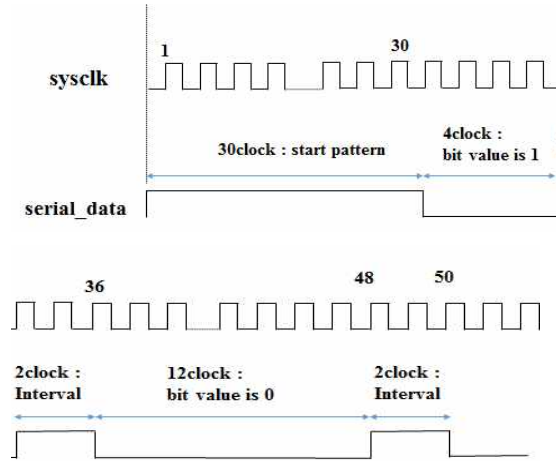 1
30
sysclk
4clock :
30clock : start pattern
bit value is 1
serial_data
36
48
50
2clock :
Interval
12clock :
bit value is 0
2clock :
Interval